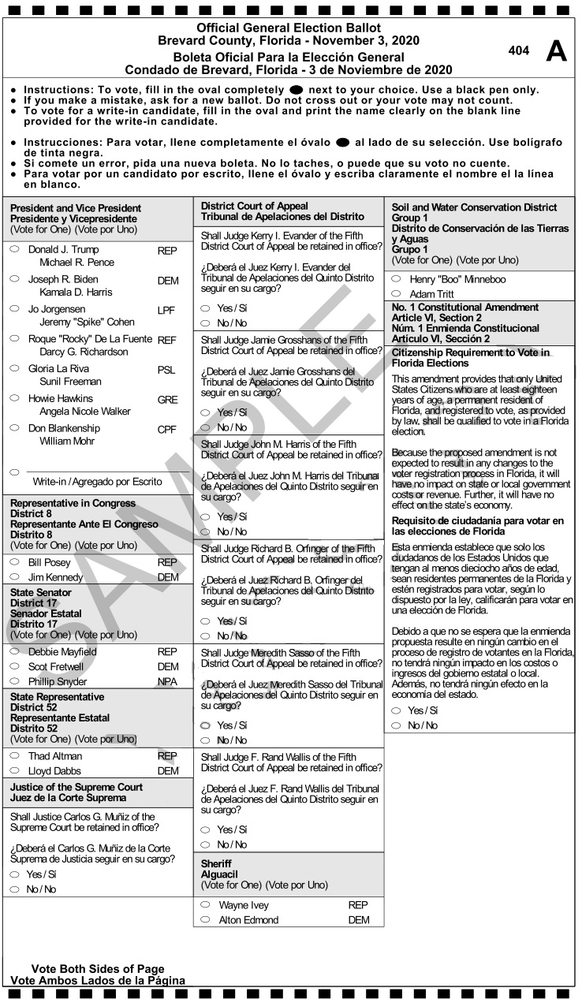 Official General Election Ballot
Brevard County, Florida - November 3, 2020
Boleta Oficial Para la Elección General
Condado de Brevard, Florida - 3 de Noviembre de 2020
404 A
● Instructions: To vote, fill in the oval completely next to your choice. Use a black pen only.
● If you make a mistake, ask for a new ballot. Do not cross out or your vote may not count.
● To vote for a write-in candidate, fill in the oval and print the name clearly on the blank line
provided for the write-in candidate.
● Instrucciones: Para votar, llene completamente el óvalo al lado de su selección. Use bolígrafo
de tinta negra.
● Si comete un error, pida una nueva boleta. No lo taches, o puede que su voto no cuente.
● Para votar por un candidato por escrito, llene el óvalo y escriba claramente el nombre el la línea
en blanco.
President and Vice President
Presidente y Vicepresidente
(Vote for One) (Vote por Uno)
Donald J. Trump REP
Michael R. Pence
Joseph R. Biden DEM
Kamala D. Harris
Jo Jorgensen LPF
Jeremy "Spike" Cohen
Roque "Rocky" De La Fuente REF
Darcy G. Richardson
Gloria La Riva PSL
Sunil Freeman
Howie Hawkins GRE
Angela Nicole Walker
Don Blankenship CPF
William Mohr
Write-in / Agregado por Escrito
Representative in Congress
District 8
Representante Ante El Congreso
Distrito 8
(Vote for One) (Vote por Uno)
Bill Posey REP
Jim Kennedy DEM
State Senator
District 17
Senador Estatal
Distrito 17
(Vote for One) (Vote por Uno)
Debbie Mayfield REP
Scot Fretwell DEM
Phillip Snyder NPA
State Representative
District 52
Representante Estatal
Distrito 52
(Vote for One) (Vote por Uno)
Thad Altman REP
Lloyd Dabbs DEM
Justice of the Supreme Court
Juez de la Corte Suprema
Shall Justice Carlos G. Muñiz of the
Supreme Court be retained in office?
¿Deberá el Carlos G. Muñiz de la Corte
Suprema de Justicia seguir en su cargo?
Yes / Sí
No / No
Vote Both Sides of Page
Vote Ambos Lados de la Página
District Court of Appeal
Tribunal de Apelaciones del Distrito
Shall Judge Kerry I. Evander of the Fifth
District Court of Appeal be retained in office?
¿Deberá el Juez Kerry I. Evander del
Tribunal de Apelaciones del Quinto Distrito
seguir en su cargo?
Yes / Sí
No / No
Shall Judge Jamie Grosshans of the Fifth
District Court of Appeal be retained in office?
¿Deberá el Juez Jamie Grosshans del
Tribunal de Apelaciones del Quinto Distrito
seguir en su cargo?
Yes / Sí
No / No
Shall Judge John M. Harris of the Fifth
District Court of Appeal be retained in office?
¿Deberá el Juez John M. Harris del Tribunal
de Apelaciones del Quinto Distrito seguir en
su cargo?
Yes / Sí
No / No
Shall Judge Richard B. Orfinger of the Fifth
District Court of Appeal be retained in office?
¿Deberá el Juez Richard B. Orfinger del
Tribunal de Apelaciones del Quinto Distrito
seguir en su cargo?
Yes / Sí
No / No
Shall Judge Meredith Sasso of the Fifth
District Court of Appeal be retained in office?
¿Deberá el Juez Meredith Sasso del Tribunal
de Apelaciones del Quinto Distrito seguir en
su cargo?
Yes / Sí
No / No
Shall Judge F. Rand Wallis of the Fifth
District Court of Appeal be retained in office?
¿Deberá el Juez F. Rand Wallis del Tribunal
de Apelaciones del Quinto Distrito seguir en
su cargo?
Yes / Sí
No / No
Sheriff
Alguacil
(Vote for One) (Vote por Uno)
Wayne Ivey REP
Alton Edmond DEM
Soil and Water Conservation District
Group 1
Distrito de Conservación de las Tierras
y Aguas
Grupo 1
(Vote for One) (Vote por Uno)
Henry "Boo" Minneboo
Adam Tritt
No. 1 Constitutional Amendment
Article VI, Section 2
Núm. 1 Enmienda Constitucional
Artículo VI, Sección 2
Citizenship Requirement to Vote in
Florida Elections
This amendment provides that only United
States Citizens who are at least eighteen
years of age, a permanent resident of
Florida, and registered to vote, as provided
by law, shall be qualified to vote in a Florida
election.
Because the proposed amendment is not
expected to result in any changes to the
voter registration process in Florida, it will
have no impact on state or local government
costs or revenue. Further, it will have no
effect on the state's economy.
Requisito de ciudadanía para votar en
las elecciones de Florida
Esta enmienda establece que solo los
ciudadanos de los Estados Unidos que
tengan al menos dieciocho años de edad,
sean residentes permanentes de la Florida y
estén registrados para votar, según lo
dispuesto por la ley, calificarán para votar en
una elección de Florida.
Debido a que no se espera que la enmienda
propuesta resulte en ningún cambio en el
proceso de registro de votantes en la Florida,
no tendrá ningún impacto en los costos o
ingresos del gobierno estatal o local.
Además, no tendrá ningún efecto en la
economía del estado.
Yes / Sí
No / No
SAMPLE